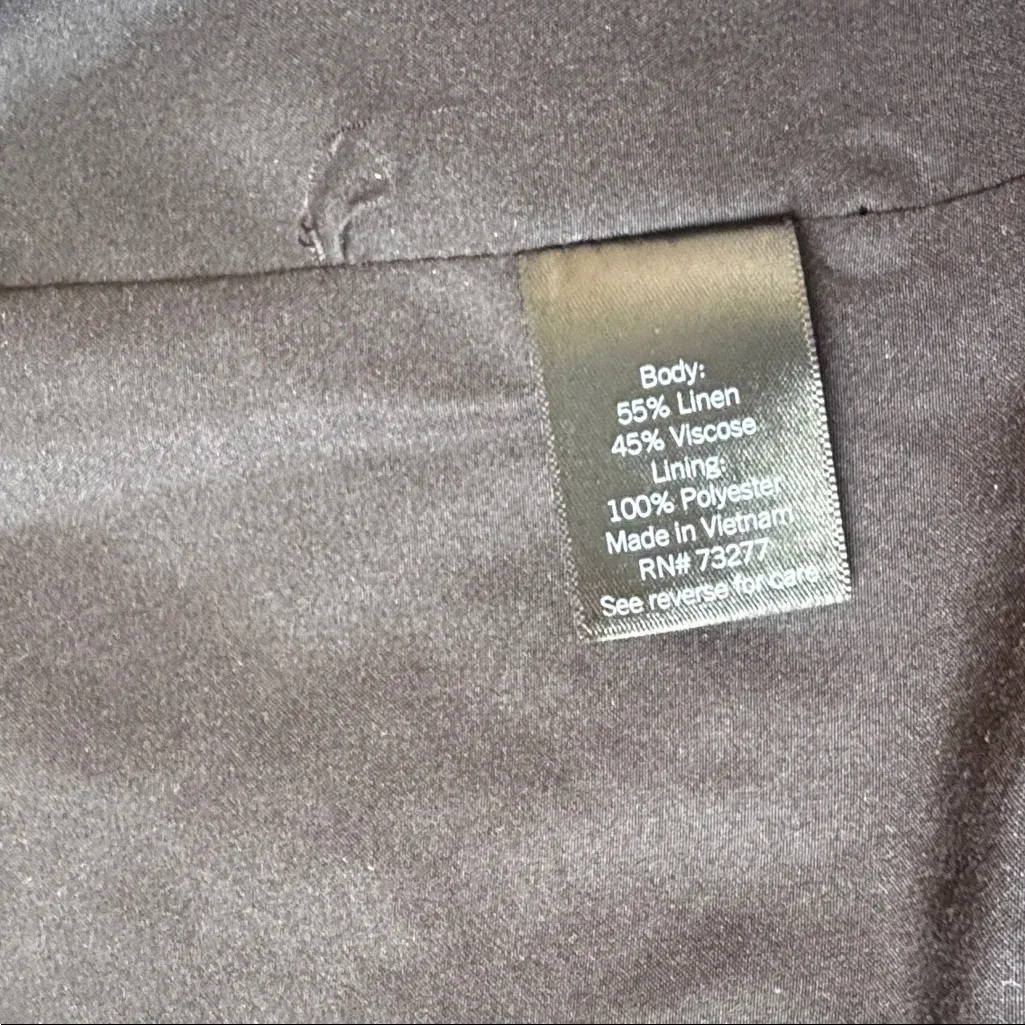 Body:
55% Linen
45% Viscose
Lining:
100% Polyester
Made in Vietnam
RN# 73277
See reverse for care